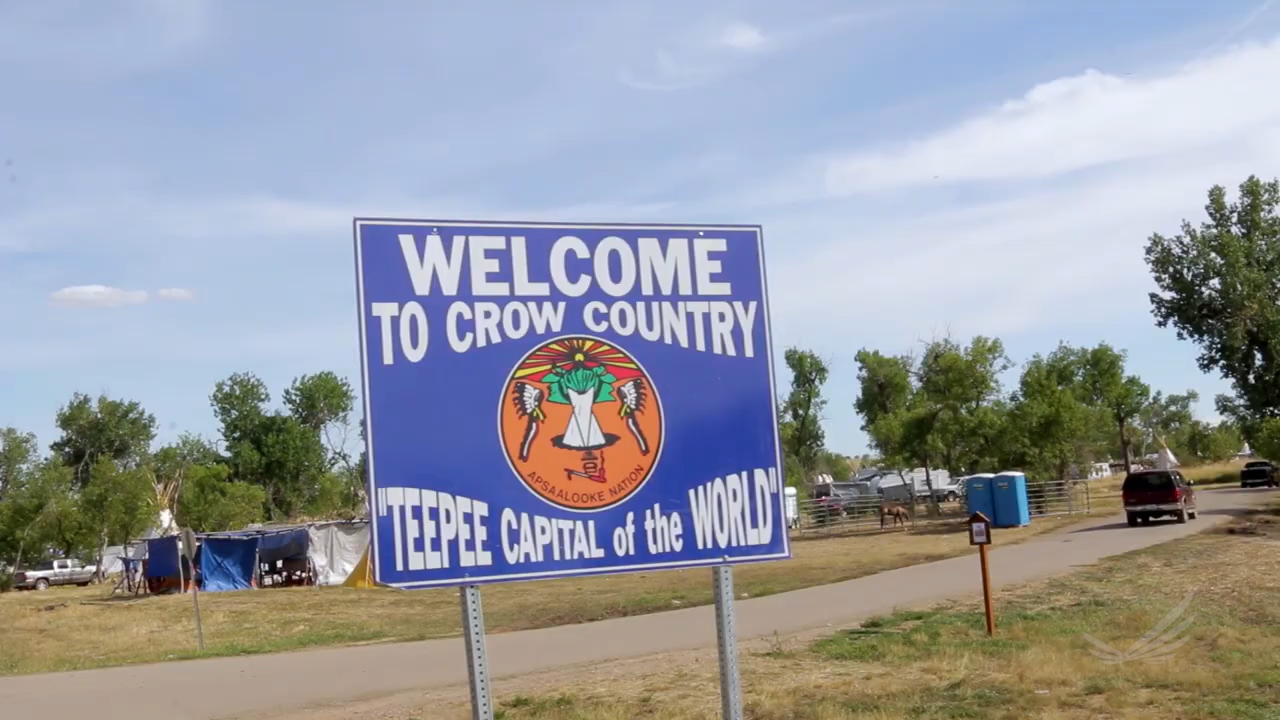 WELCOME
TO CROW COUNTRY
APSAALOOKE NATION
"TEEPEE CAPITAL of the WORLD"